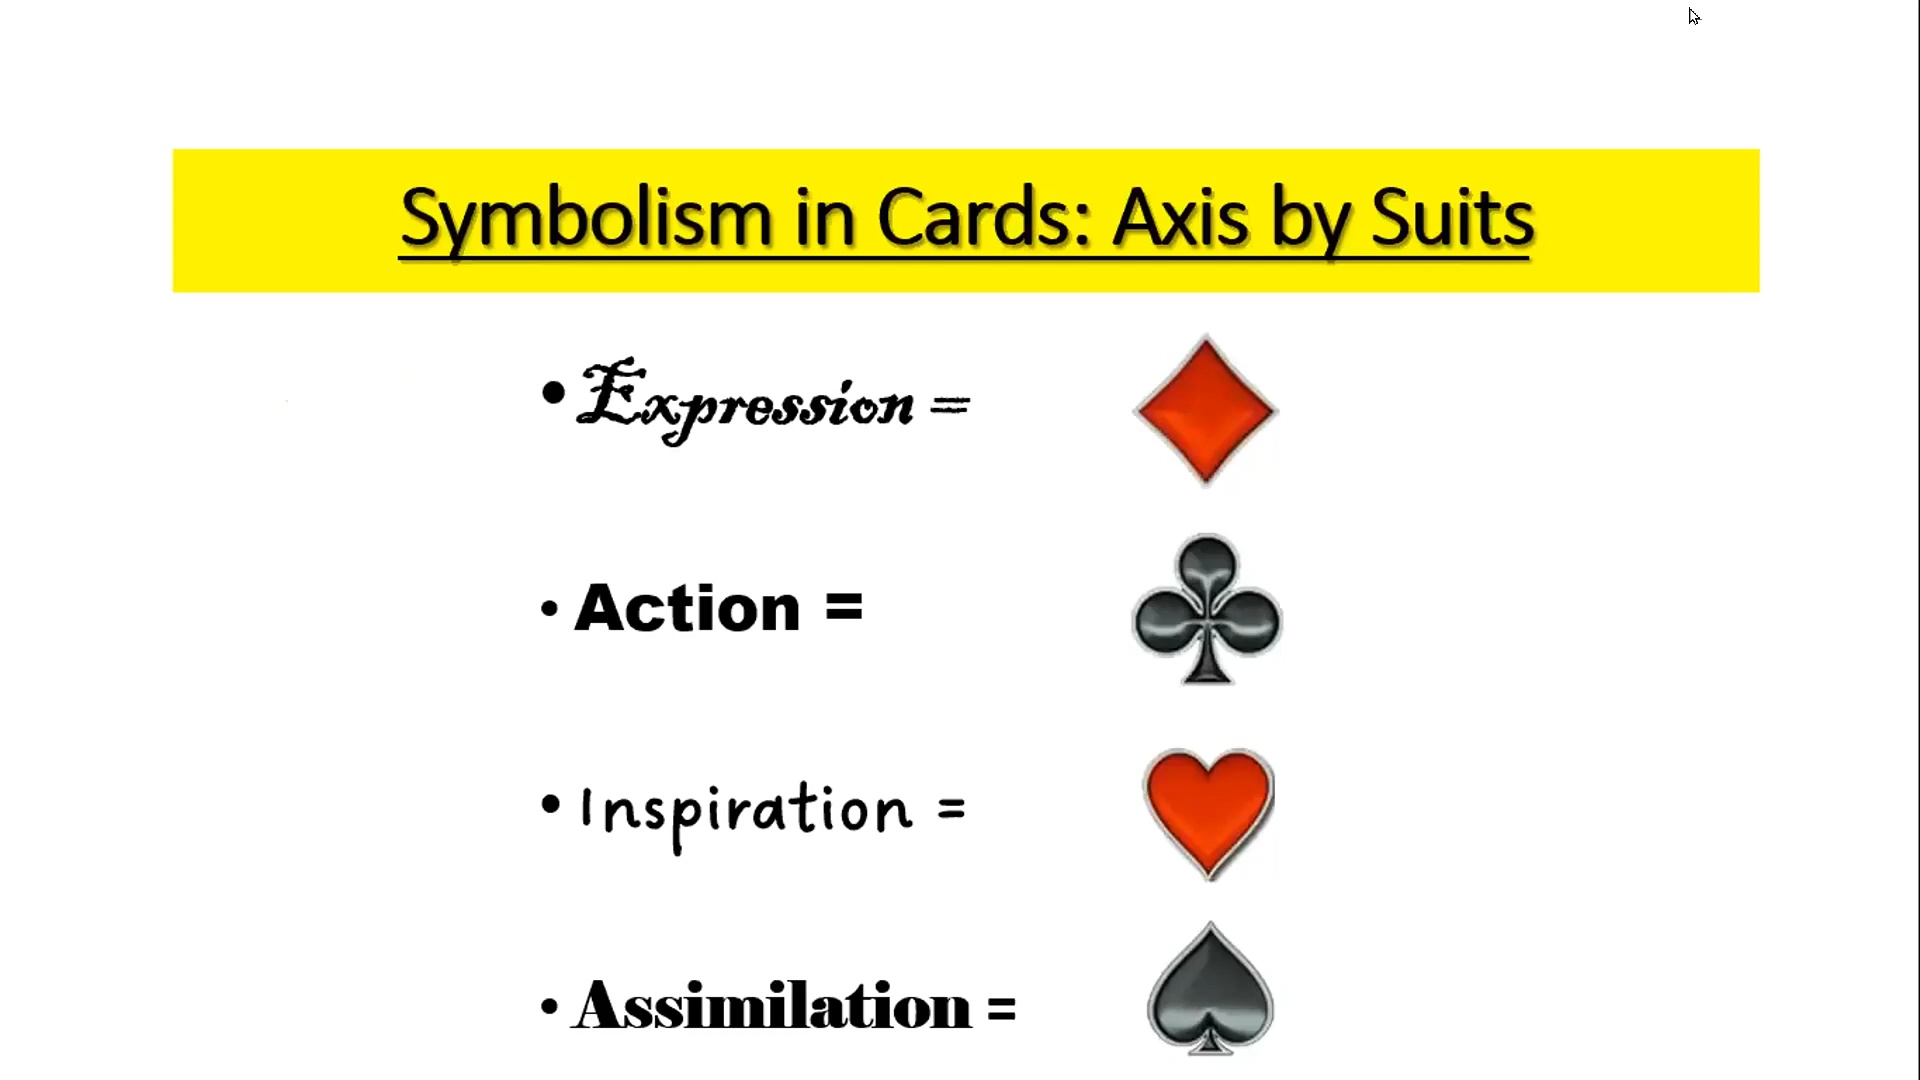 Symbolism in Cards: Axis by Suits
• Expression =
• Action =
• Inspiration =
• Assimilation =